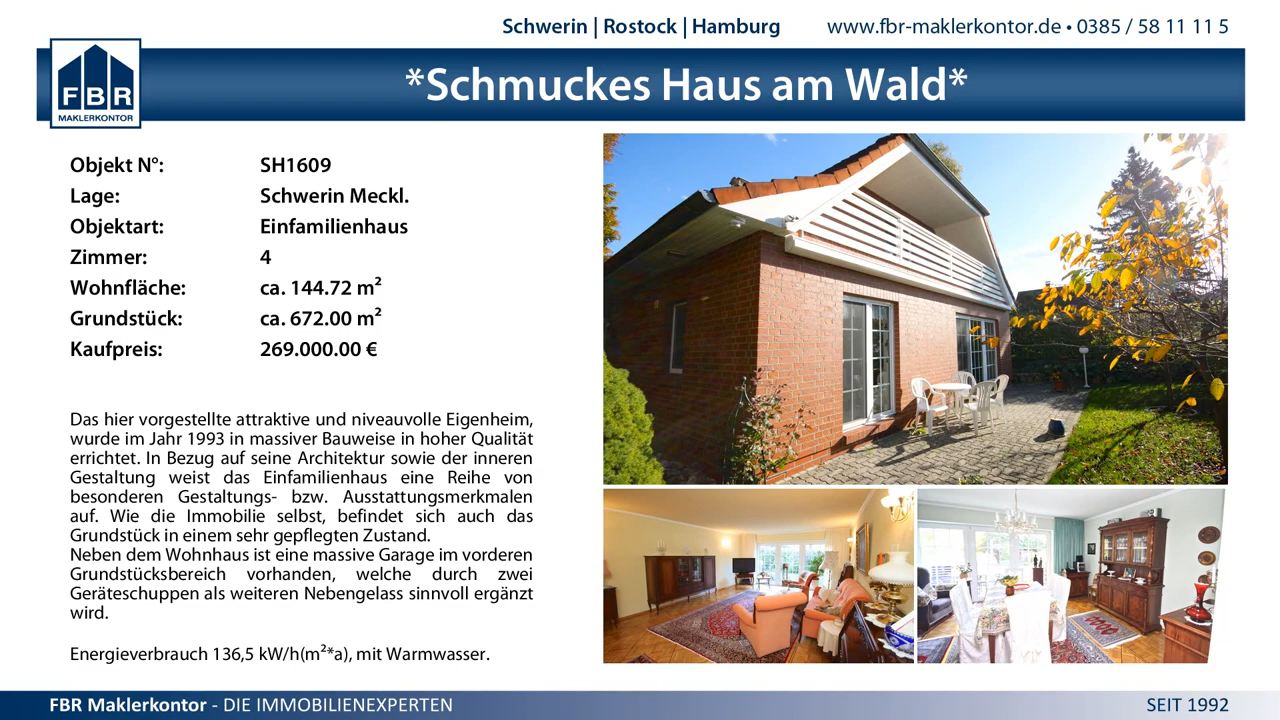 Schwerin | Rostock | Hamburg
www.fbr-maklerkontor.de • 0385 / 58 11 11 5
FBR
MAKLERKONTOR
*Schmuckes Haus am Wald*
Objekt N°: SH1609
Lage: Schwerin Meckl.
Objektart: Einfamilienhaus
Zimmer: 4
Wohnfläche: ca. 144.72 m²
Grundstück: ca. 672.00 m²
Kaufpreis: 269.000.00 €
Das hier vorgestellte attraktive und niveauvolle Eigenheim,
wurde im Jahr 1993 in massiver Bauweise in hoher Qualität
errichtet. In Bezug auf seine Architektur sowie der inneren
Gestaltung weist das Einfamilienhaus eine Reihe von
besonderen Gestaltungs- bzw. Ausstattungsmerkmalen
auf. Wie die Immobilie selbst, befindet sich auch das
Grundstück in einem sehr gepflegten Zustand.
Neben dem Wohnhaus ist eine massive Garage im vorderen
Grundstücksbereich vorhanden, welche durch zwei
Geräteschuppen als weiteren Nebengelass sinnvoll ergänzt
wird.
Energieverbrauch 136,5 kW/h(m²*a), mit Warmwasser.
FBR Maklerkontor - DIE IMMOBILIENEXPERTEN
SEIT 1992